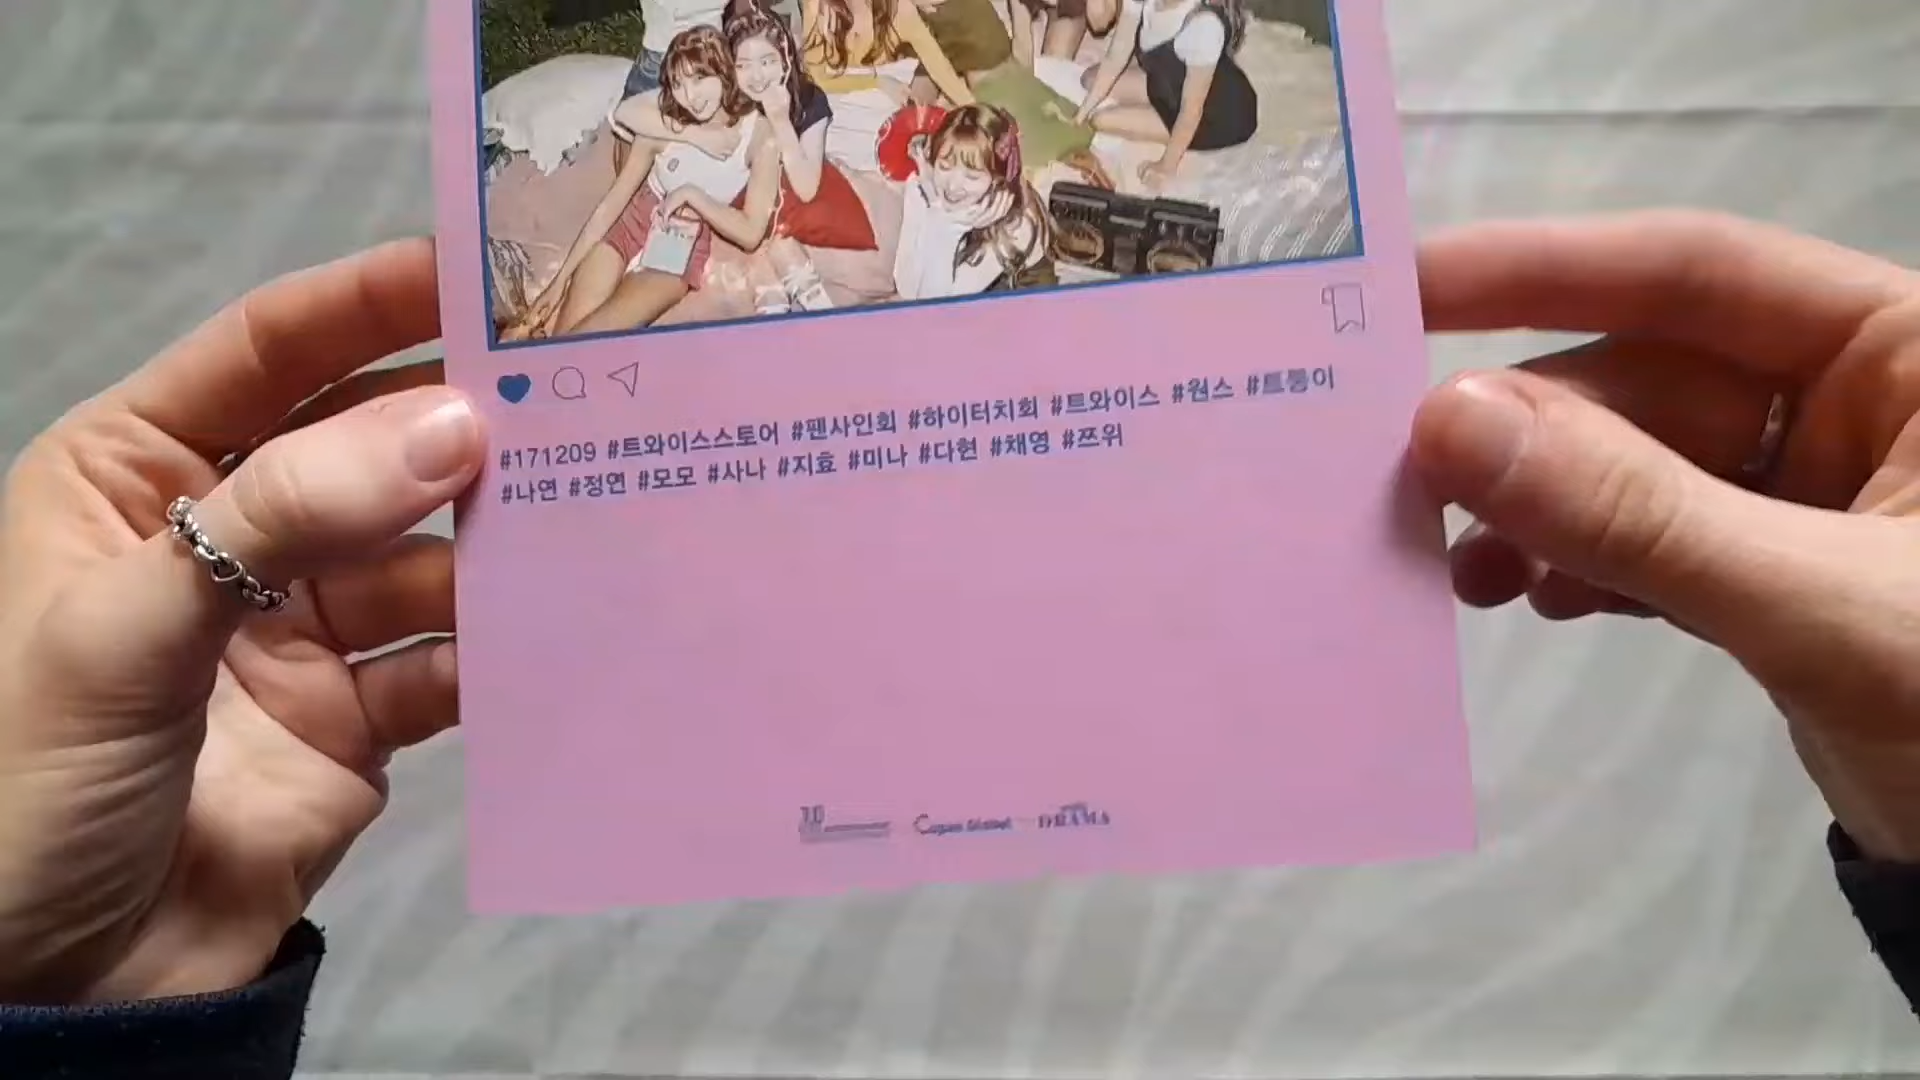 #171209 #트와이스스토어 #팬사인회 #하이터치회 #트와이스 #원스 #트둥이
#나연 #정연 #모모 #사나 #지효 #미나 #다현 #채영 #쯔위
DRAMA